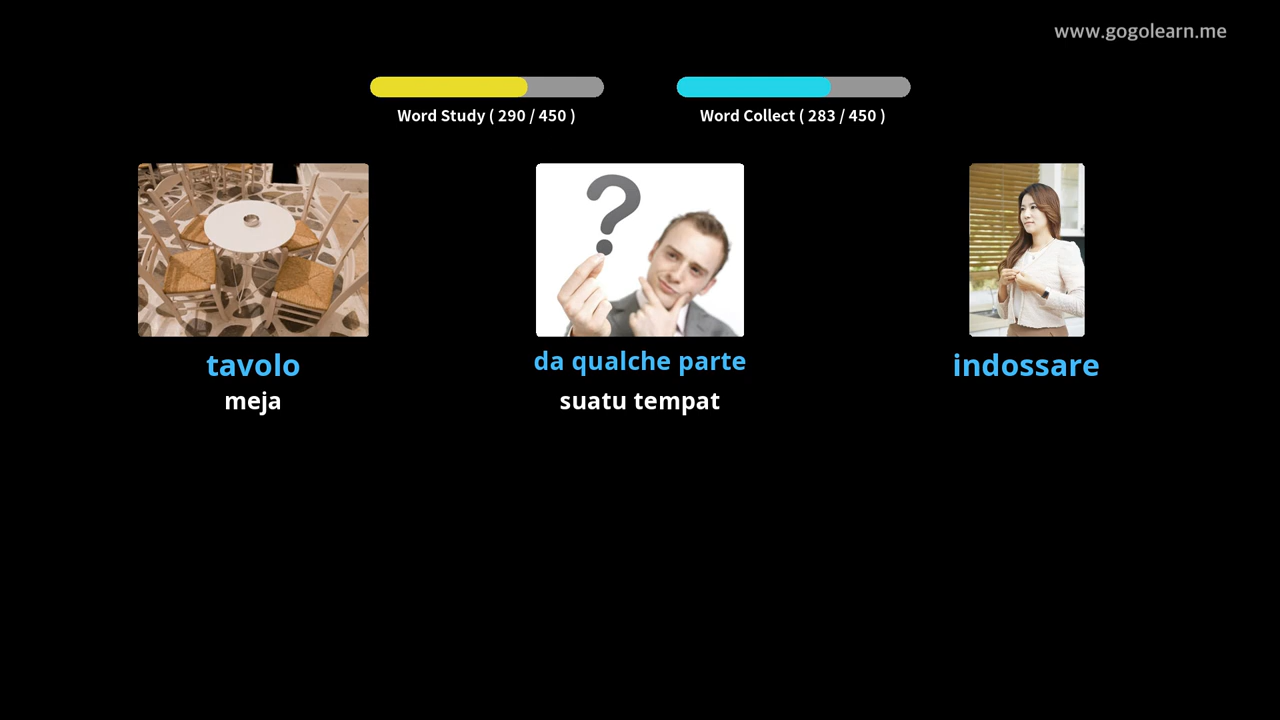 www.gogolearn.me
Word Study ( 290 / 450 )
Word Collect ( 283 / 450 )
tavolo
meja
da qualche parte
suatu tempat
indossare